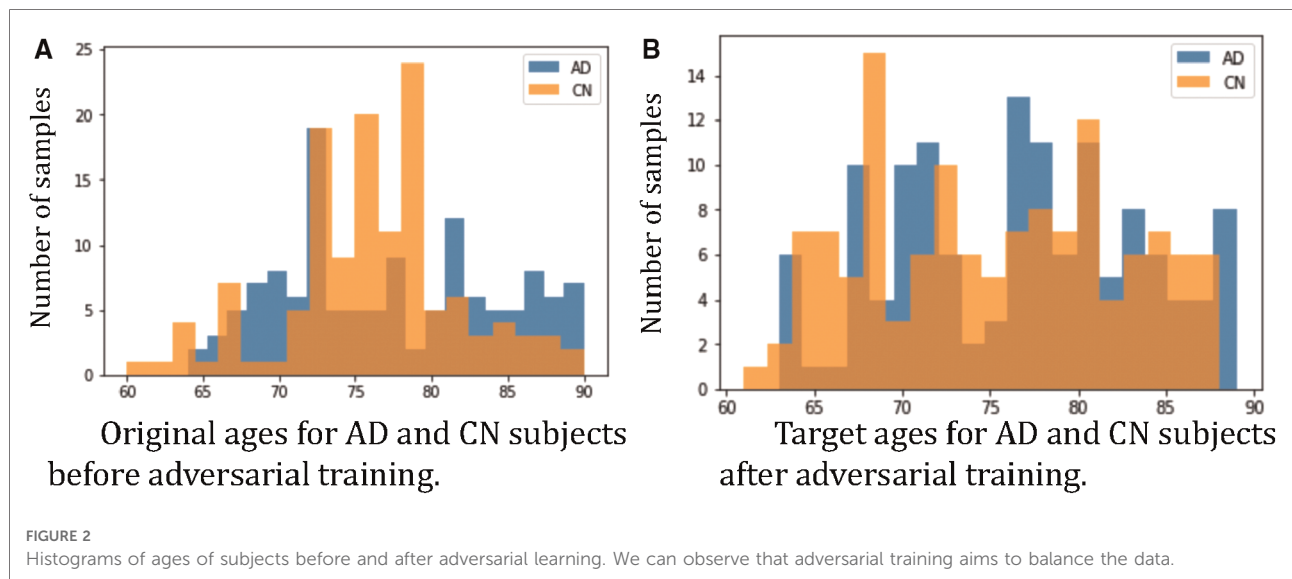 A
Number of samples
25
20
15
10
5
0
AD
CN
60 65 70 75 80 85 90
Original ages for AD and CN subjects
before adversarial training.
B
Number of samples
14
12
10
8
6
4
2
0
AD
CN
60 65 70 75 80 85 90
Target ages for AD and CN subjects
after adversarial training.
FIGURE 2
Histograms of ages of subjects before and after adversarial learning. We can observe that adversarial training aims to balance the data.